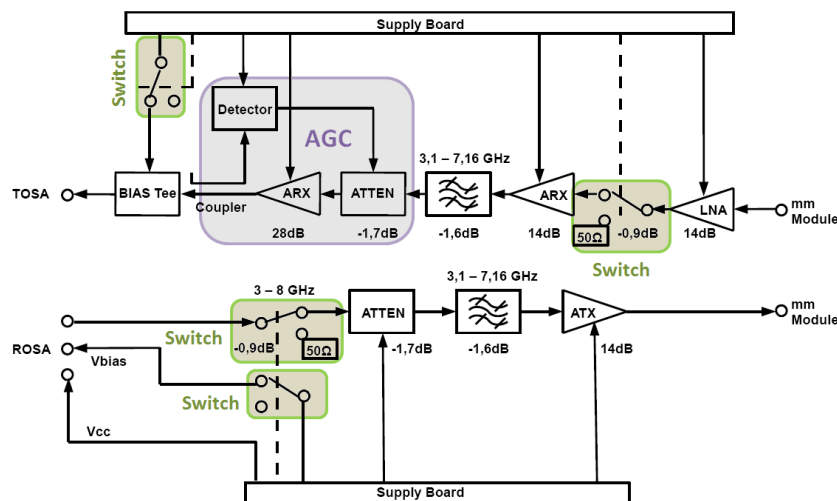 Supply Board
Switch
Detector
AGC
3,1 – 7,16 GHz
TOSA
BIAS Tee
Coupler
ARX
ATTEN
ARX
LNA
mm
Module
28dB
-1,7dB
-1,6dB
14dB
50Ω
-0,9dB
14dB
Switch
3 – 8 GHz
3,1 – 7,16 GHz
Switch
ATTEN
ATX
mm
Module
ROSA
-0,9dB
50Ω
-1,7dB
-1,6dB
14dB
Vbias
Switch
Vcc
Supply Board